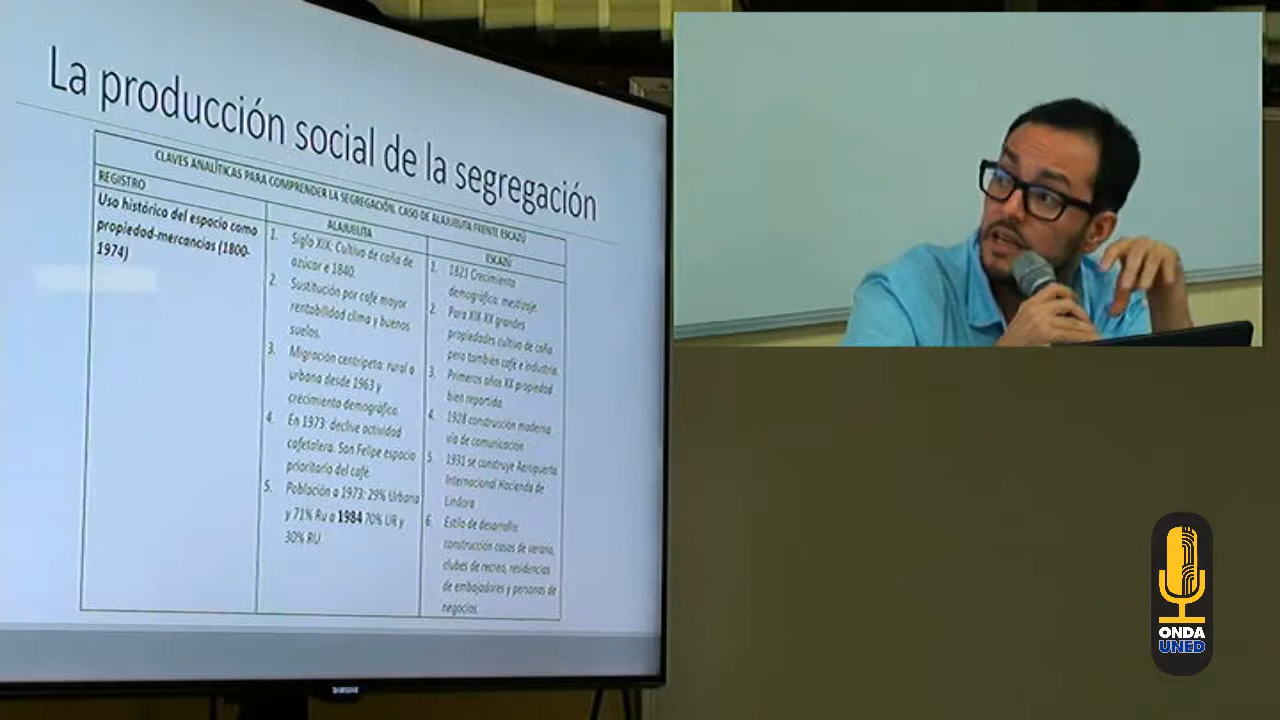 La producción social de la segregación
CLAVES ANALÍTICAS PARA COMPRENDER LA SEGREGACIÓN. CASO DE ALAJUELITA FRENTE ESCAZÚ
REGISTRO
ALAJUELITA
ESCAZÚ
Uso histórico del espacio como
propiedad-mercancías (1800-
1974)
1. Siglo XIX: Cultivo de caña de
azúcar e 1840.
2. Sustitución por café mayor
rentabilidad clima y buenos
suelos.
3. Migración centrípeta: rural a
urbana desde 1963 y
crecimiento demográfico.
4. En 1973: declive actividad
cafetalera. San Felipe espacio
prioritario del café.
5. Población a 1973: 29% Urbana
y 71% Ru a 1984 70% UR y
30% RU
1. 1821 Crecimiento
demográfico: mestizaje.
2. Para XIX-XX grandes
propiedades cultivo de caña
pero también café e industria.
3. Primeros años XX propiedad
bien repartida.
4. 1928 construcción moderna
vía de comunicación
5. 1931 se construye Aeropuerto
Internacional Hacienda de
Lindora
6. Estilo de desarrollo:
construcción casas de verano,
clubes de recreo, residencias
de embajadores y personas de
negocios.
SAMSUNG
ONDA
UNED